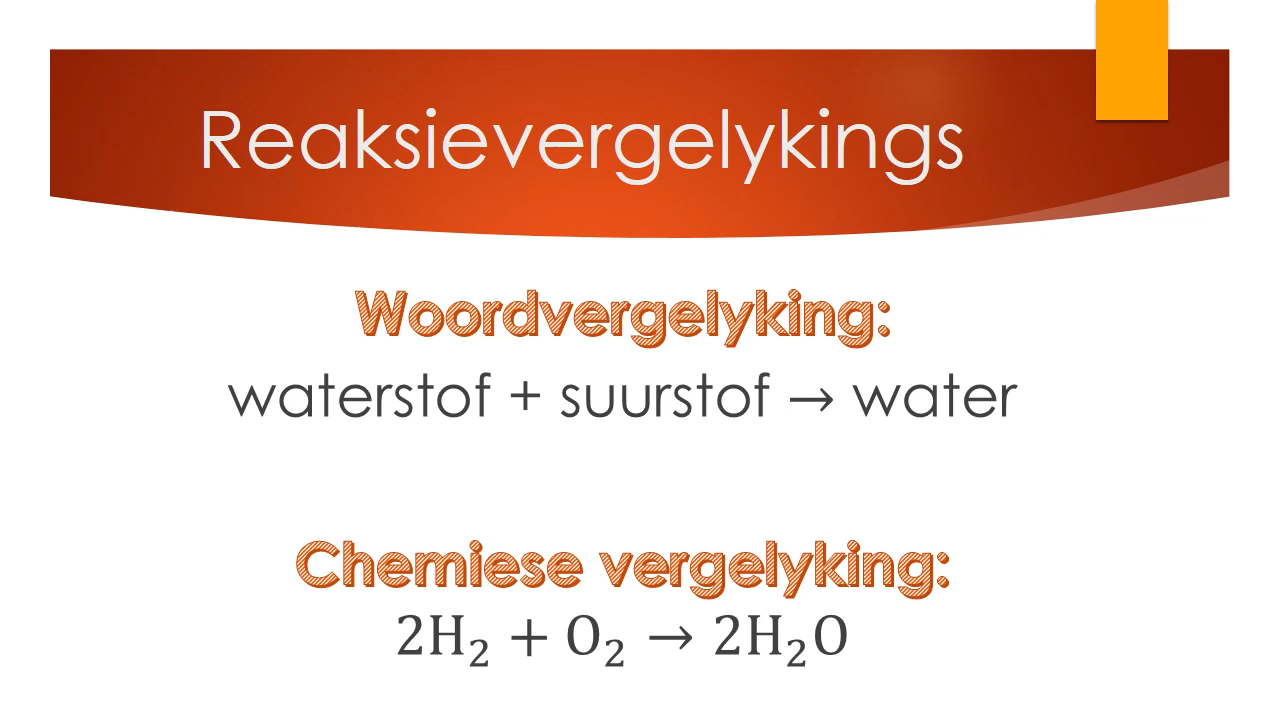 Reaksievergelykings
Woordvergelyking:
waterstof + suurstof → water
Chemiese vergelyking:
2H₂ + O₂ → 2H₂O